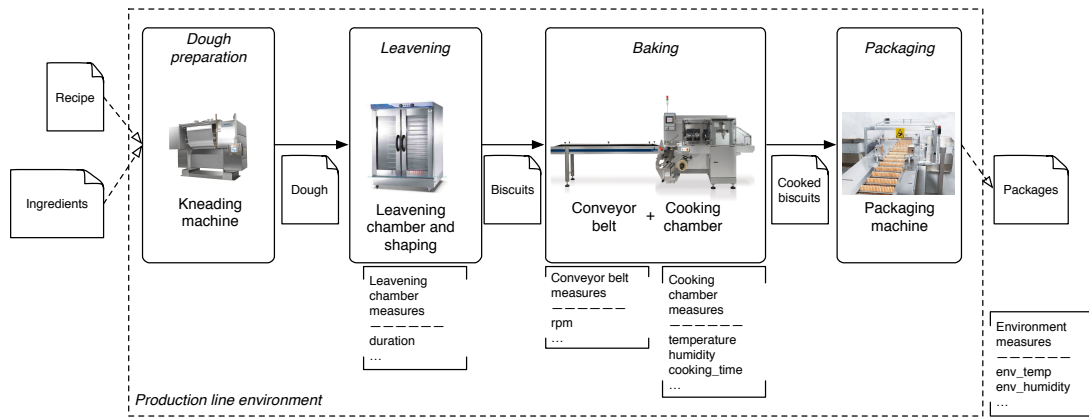 Recipe
Ingredients
Dough
preparation
Kneading
machine
Dough
Leavening
Leavening
chamber and
shaping
Leavening
chamber
measures
duration
...
Biscuits
Baking
Conveyor
belt
+
Cooking
chamber
Conveyor belt
measures
rpm
...
Cooking
chamber
measures
temperature
humidity
cooking_time
...
Cooked
biscuits
Packaging
Packaging
machine
Packages
Environment
measures
env_temp
env_humidity
...
Production line environment